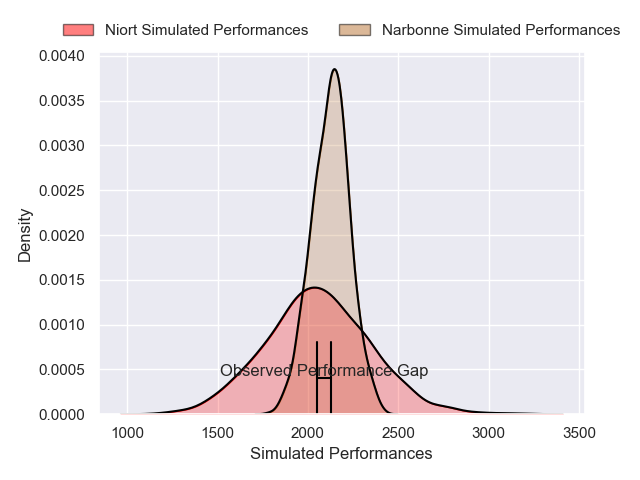 Niort Simulated Performances
Narbonne Simulated Performances
0.0040
0.0035
0.0030
0.0025
0.0020
0.0015
0.0010
0.0005
0.0000
Density
Observed Performance Gap
1000 1500 2000 2500 3000 3500
Simulated Performances